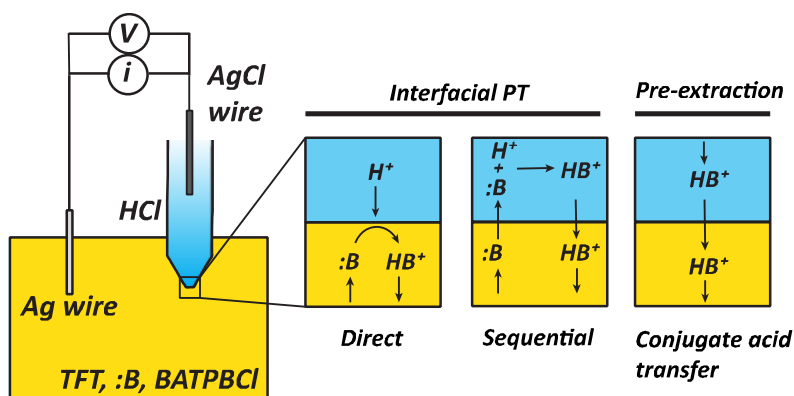 V
i
AgCl
wire
HCl
Ag wire
TFT, :B, BATPBCl
Interfacial PT
Pre-extraction
H⁺
:B
HB⁺
Direct
H⁺
+
:B
HB⁺
:B
HB⁺
Sequential
HB⁺
HB⁺
Conjugate acid
transfer